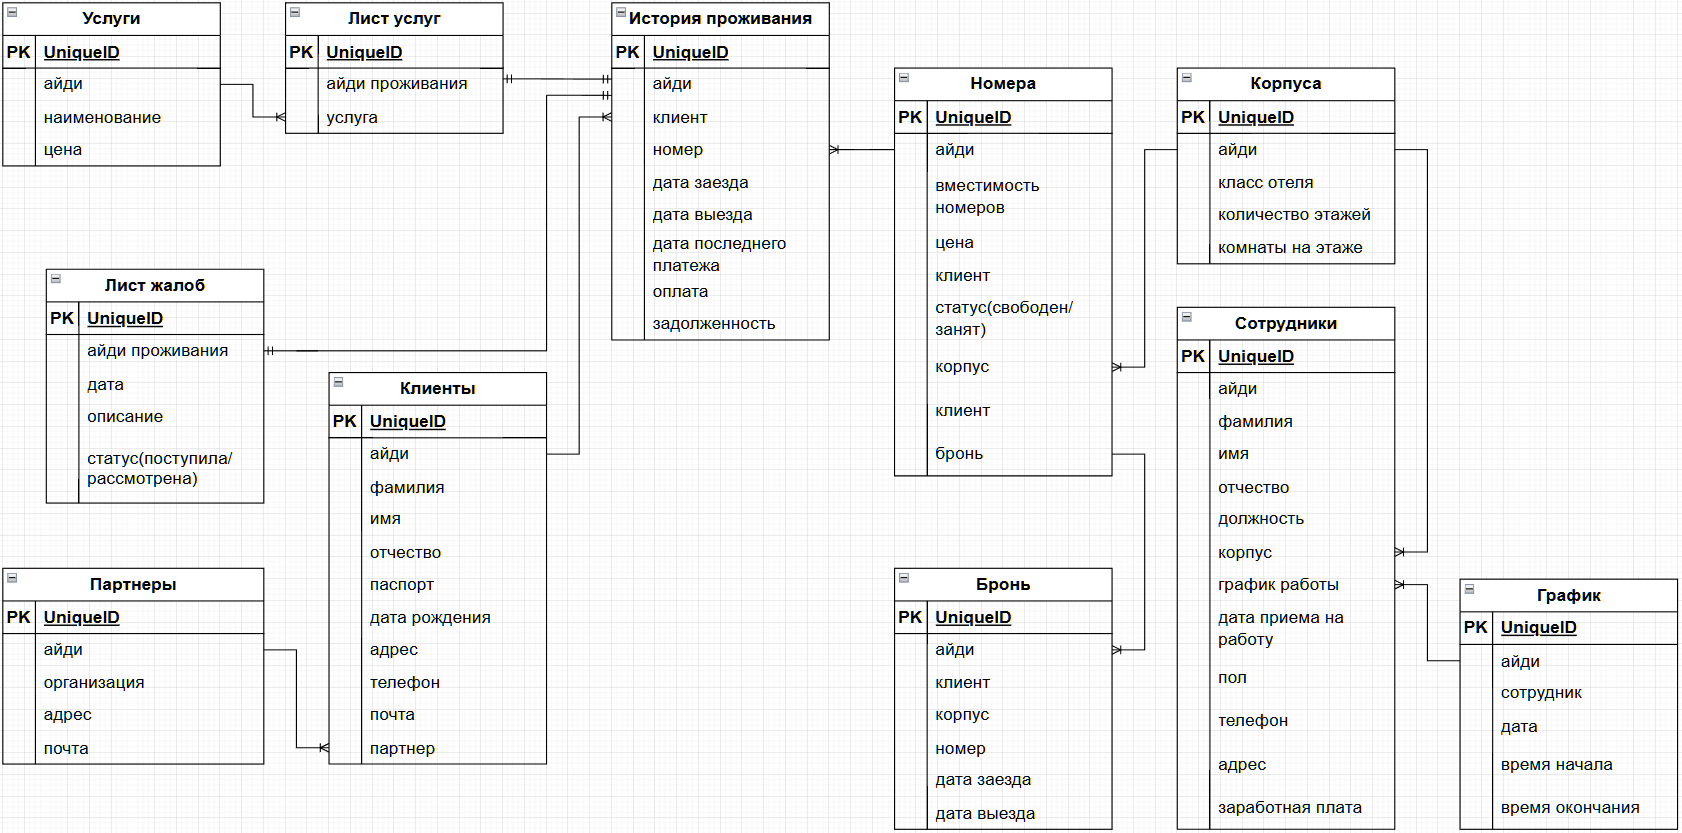 Услуги
PK UniqueID
айди
наименование
цена
Лист услуг
PK UniqueID
айди проживания
услуга
История проживания
PK UniqueID
айди
клиент
номер
дата заезда
дата выезда
дата последнего
платежа
оплата
задолженность
Номера
PK UniqueID
айди
вместимость
номеров
цена
клиент
статус(свободен/
занят)
корпус
клиент
бронь
Корпуса
PK UniqueID
айди
класс отеля
количество этажей
комнаты на этаже
Лист жалоб
PK UniqueID
айди проживания
дата
описание
статус(поступила/
рассмотрена)
Клиенты
PK UniqueID
айди
фамилия
имя
отчество
паспорт
дата рождения
адрес
телефон
почта
партнер
Сотрудники
PK UniqueID
айди
фамилия
имя
отчество
должность
корпус
график работы
дата приема на
работу
пол
телефон
адрес
заработная плата
Партнеры
PK UniqueID
айди
организация
адрес
почта
Бронь
PK UniqueID
айди
клиент
корпус
номер
дата заезда
дата выезда
График
PK UniqueID
айди
сотрудник
дата
время начала
время окончания